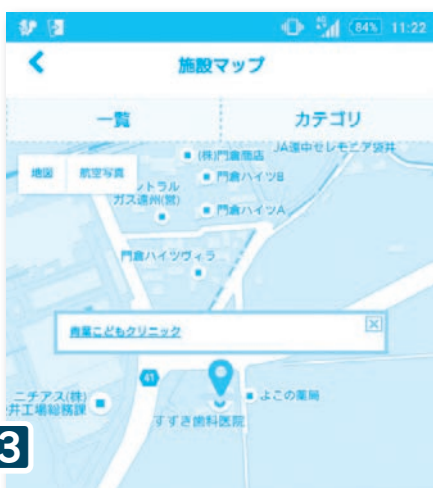 84% 11:22
施設マップ
一覧
カテゴリ
(株)門倉商店
JA遠中セレモニア袋井
地図
航空写真
門倉ハイツB
ントラル
ガス遠州(営)
門倉ハイツA
門倉ハイツヴィラ
青葉こどもクリニック
41
ニチアス(株)
井工場総務課
よこの薬局
すずき歯科医院
3